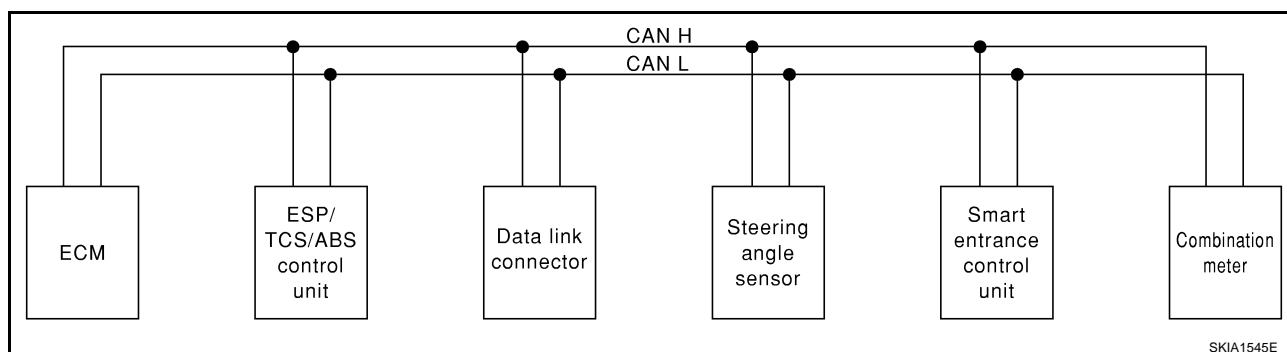 CAN H
CAN L
ECM
ESP/
TCS/ABS
control
unit
Data link
connector
Steering
angle
sensor
Smart
entrance
control
unit
Combination
meter
SKIA1545E